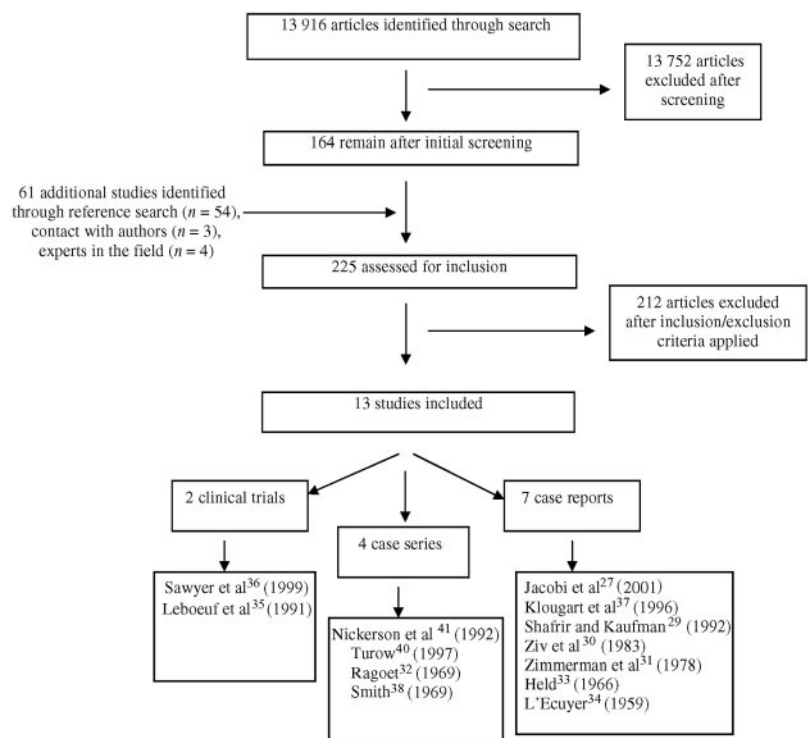 13 916 articles identified through search
13 752 articles
excluded after
screening
164 remain after initial screening
61 additional studies identified
through reference search (n = 54),
contact with authors (n = 3),
experts in the field (n = 4)
225 assessed for inclusion
212 articles excluded
after inclusion/exclusion
criteria applied
13 studies included
2 clinical trials
4 case series
7 case reports
Sawyer et al36 (1999)
Leboeuf et al35 (1991)
Nickerson et al 41 (1992)
Turow40 (1997)
Ragoet32 (1969)
Smith38 (1969)
Jacobi et al27 (2001)
Klougart et al37 (1996)
Shafrir and Kaufman29 (1992)
Ziv et al30 (1983)
Zimmerman et al31 (1978)
Held33 (1966)
L'Ecuyer34 (1959)